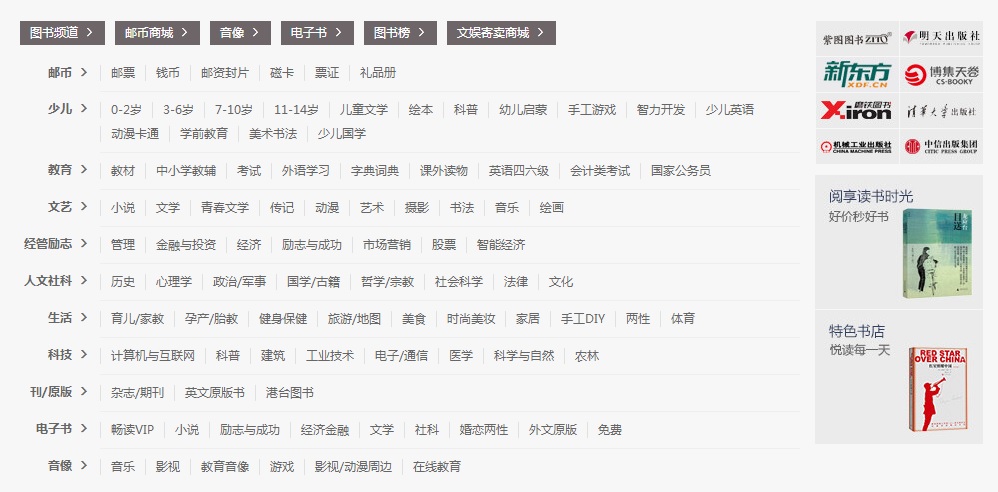 图书频道 > 邮币商城 > 音像 > 电子书 > 图书榜 > 文娱寄卖商城 >
邮币 > 邮票 钱币 邮资封片 磁卡 票证 礼品册
少儿 > 0-2岁 3-6岁 7-10岁 11-14岁 儿童文学 绘本 科普 幼儿启蒙 手工游戏 智力开发 少儿英语
动漫卡通 学前教育 美术书法 少儿国学
教育 > 教材 中小学教辅 考试 外语学习 字典词典 课外读物 英语四六级 会计类考试 国家公务员
文艺 > 小说 文学 青春文学 传记 动漫 艺术 摄影 书法 音乐 绘画
经管励志 > 管理 金融与投资 经济 励志与成功 市场营销 股票 智能经济
人文社科 > 历史 心理学 政治/军事 国学/古籍 哲学/宗教 社会科学 法律 文化
生活 > 育儿/家教 孕产/胎教 健身保健 旅游/地图 美食 时尚美妆 家居 手工DIY 两性 体育
科技 > 计算机与互联网 科普 建筑 工业技术 电子/通信 医学 科学与自然 农林
刊/原版 > 杂志/期刊 英文原版书 港台图书
电子书 > 畅读VIP 小说 励志与成功 经济金融 文学 社科 婚恋两性 外文原版 免费
音像 > 音乐 影视 教育音像 游戏 影视/动漫周边 在线教育
紫图图书 ZITO 明天出版社
新东方 XDF.CN 博集天卷 CS-BOOKY
磨铁图书 Xiron 清华大学出版社
机械工业出版社 CHINA MACHINE PRESS 中信出版集团 CITIC PRESS GROUP
阅享读书时光
好价秒好书
目送
特色书店
悦读每一天
RED STAR
OVER CHINA
红星照耀中国